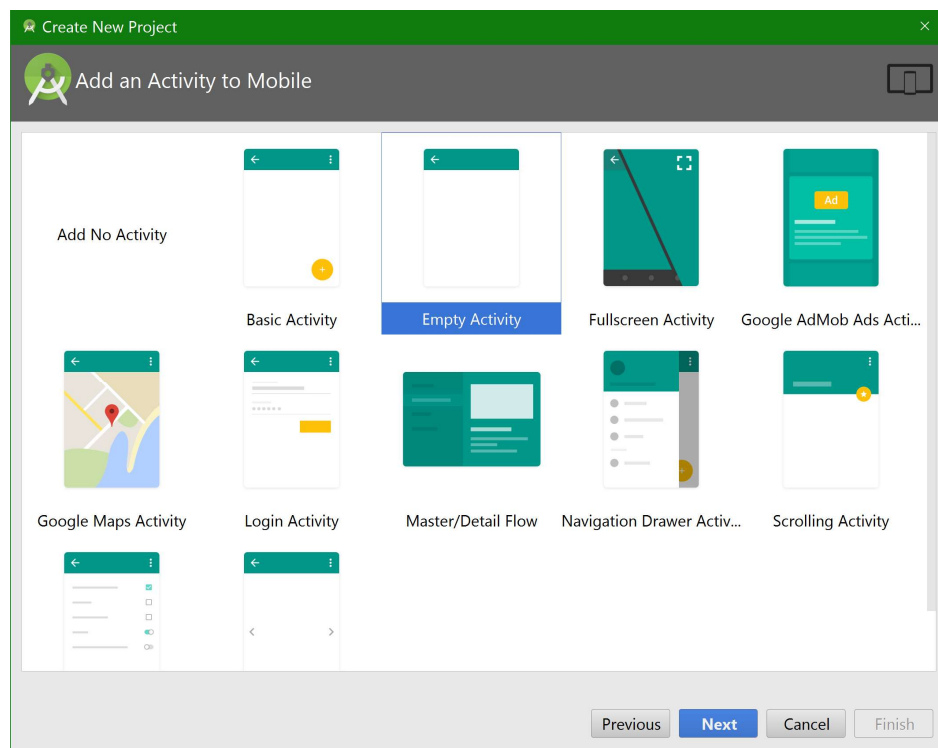 Create New Project
Add an Activity to Mobile
Add No Activity
Ad
Basic Activity
Empty Activity
Fullscreen Activity
Google AdMob Ads Acti...
Google Maps Activity
Login Activity
Master/Detail Flow
Navigation Drawer Activ...
Scrolling Activity
Previous
Next
Cancel
Finish